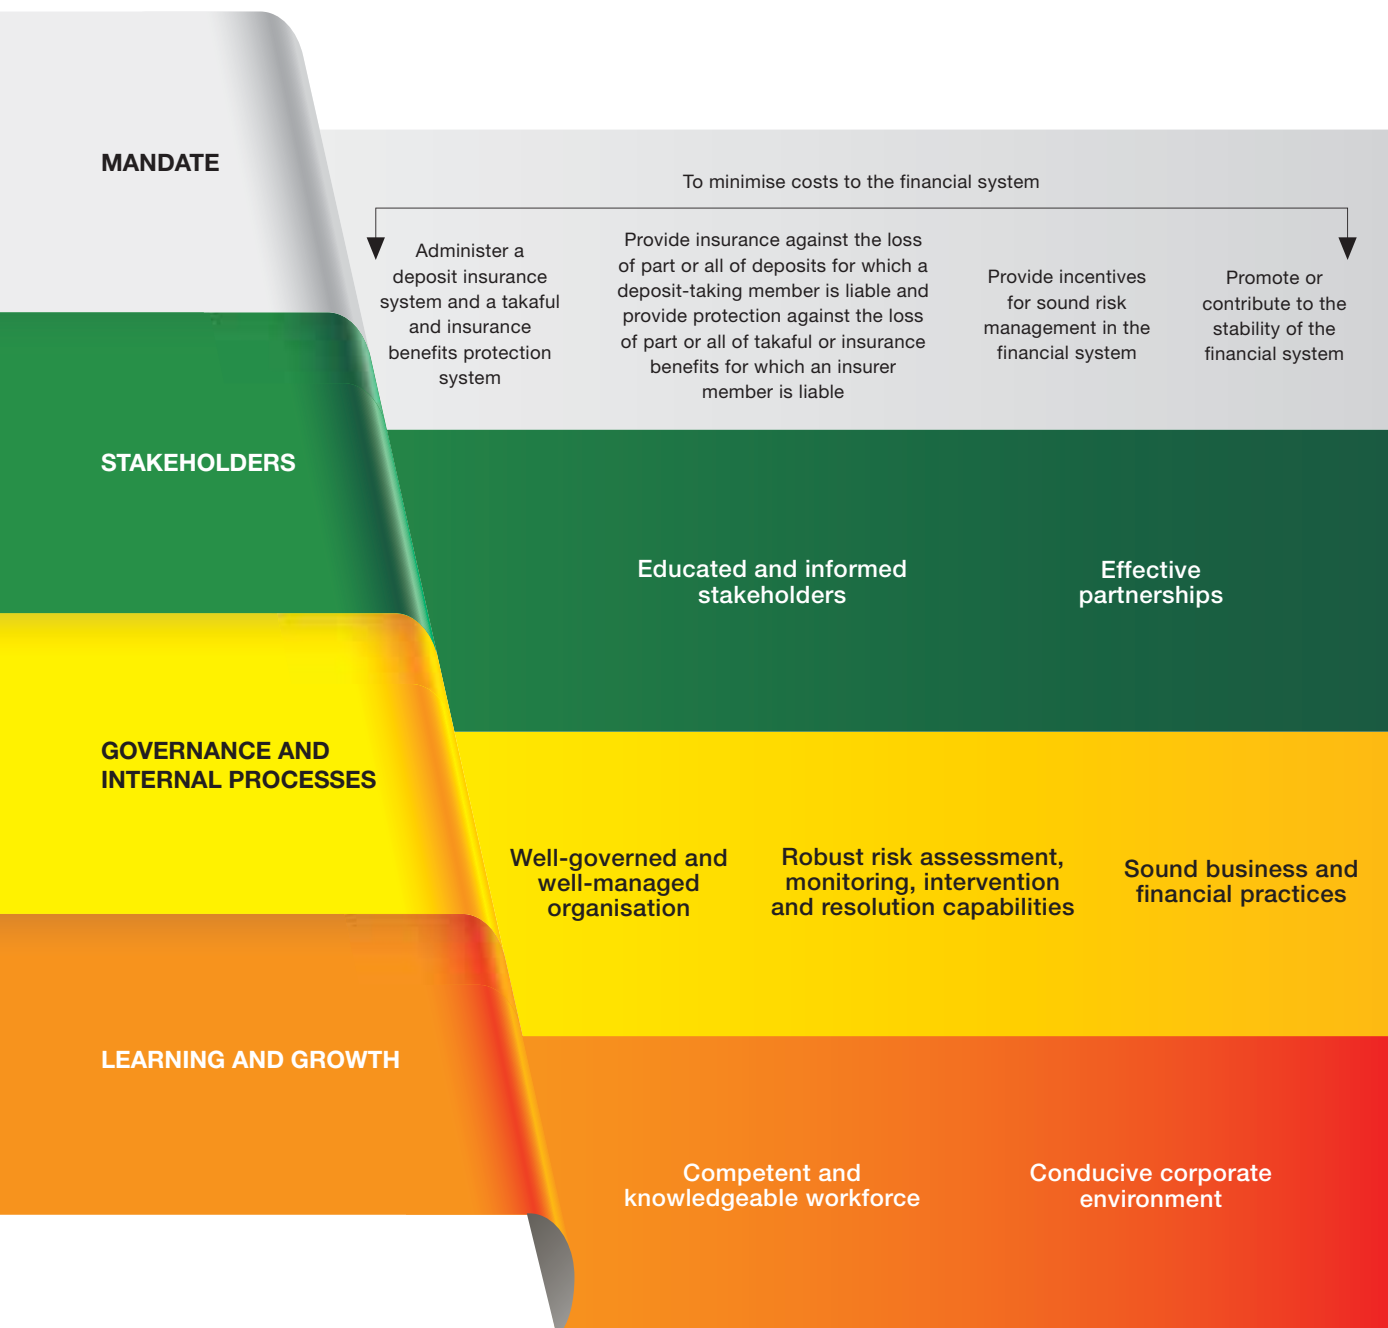 MANDATE
To minimise costs to the financial system
Administer a
deposit insurance
system and a takaful
and insurance
benefits protection
system
Provide insurance against the loss
of part or all of deposits for which a
deposit-taking member is liable and
provide protection against the loss
of part or all of takaful or insurance
benefits for which an insurer
member is liable
Provide incentives
for sound risk
management in the
financial system
Promote or
contribute to the
stability of the
financial system
STAKEHOLDERS
Educated and informed
stakeholders
Effective
partnerships
GOVERNANCE AND
INTERNAL PROCESSES
Well-governed and
well-managed
organisation
Robust risk assessment,
monitoring, intervention
and resolution capabilities
Sound business and
financial practices
LEARNING AND GROWTH
Competent and
knowledgeable workforce
Conducive corporate
environment